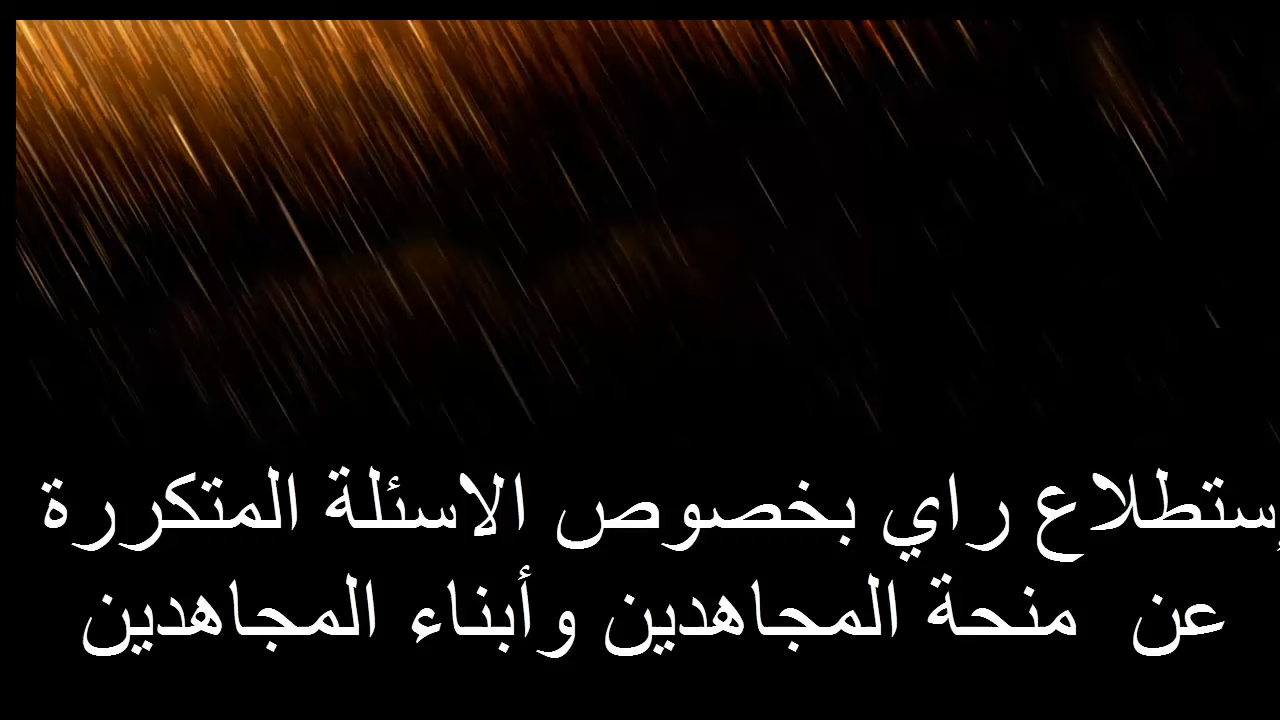 إستطلاع راي بخصوص الاسئلة المتكررة
عن منحة المجاهدين وأبناء المجاهدين